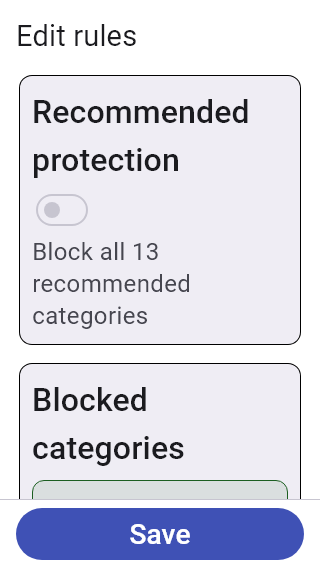 Edit rules
Recommended
protection
Block all 13
recommended
categories
Blocked
categories
Save